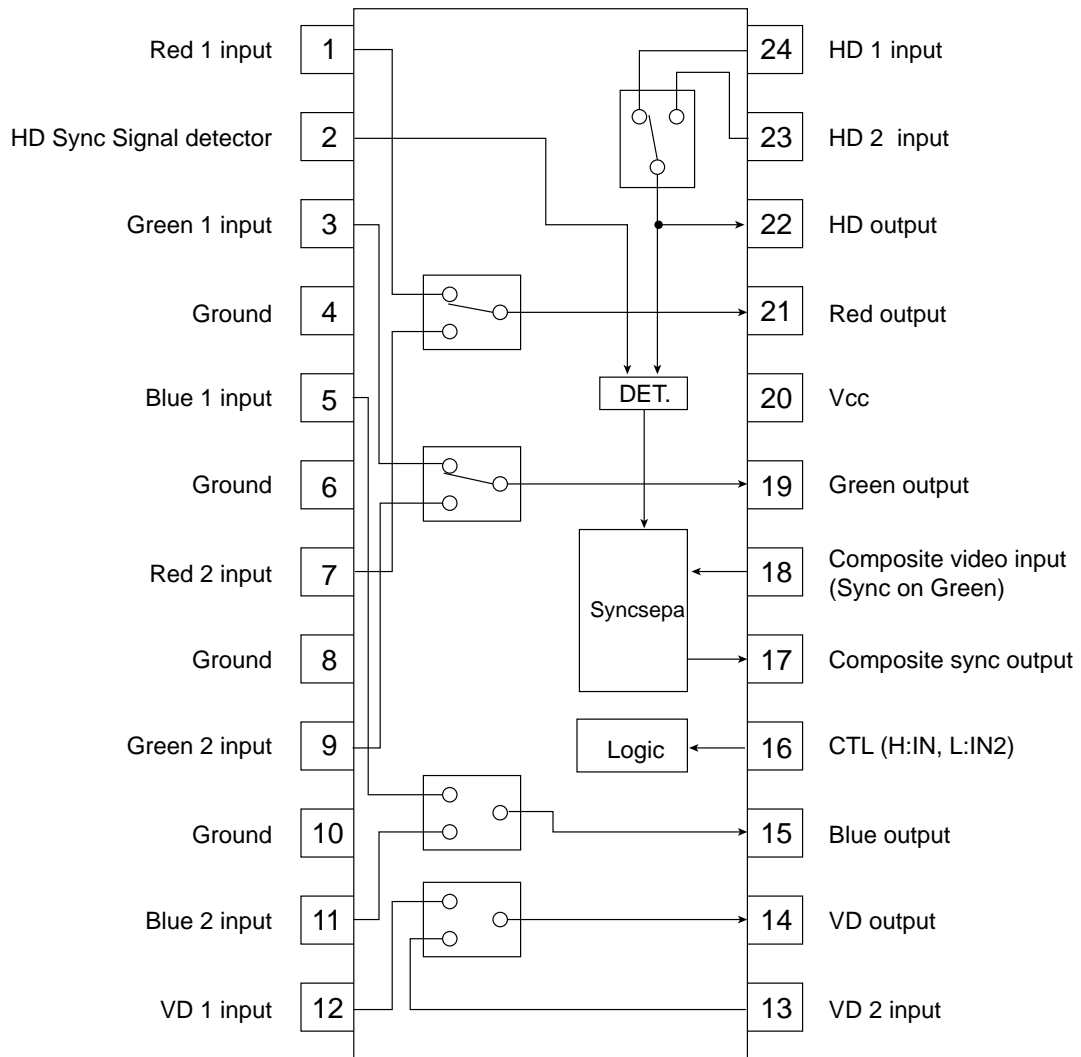 Red 1 input 1
24 HD 1 input
HD Sync Signal detector 2
23 HD 2 input
Green 1 input 3
22 HD output
Ground 4
21 Red output
Blue 1 input 5
DET.
20 Vcc
Ground 6
19 Green output
Red 2 input 7
18 Composite video input
(Sync on Green)
Syncsepa
Ground 8
17 Composite sync output
Green 2 input 9
Logic
16 CTL (H:IN, L:IN2)
Ground 10
15 Blue output
Blue 2 input 11
14 VD output
VD 1 input 12
13 VD 2 input